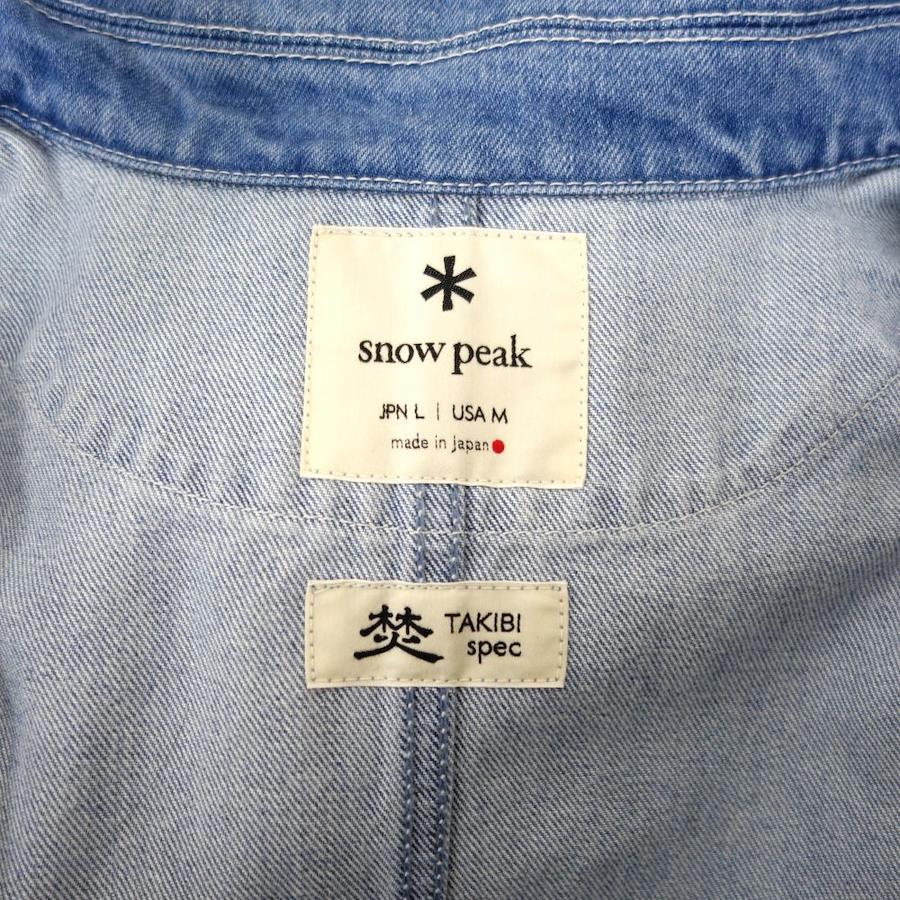 snow peak
JPN L | USA M
made in japan
焚 TAKIBI
spec